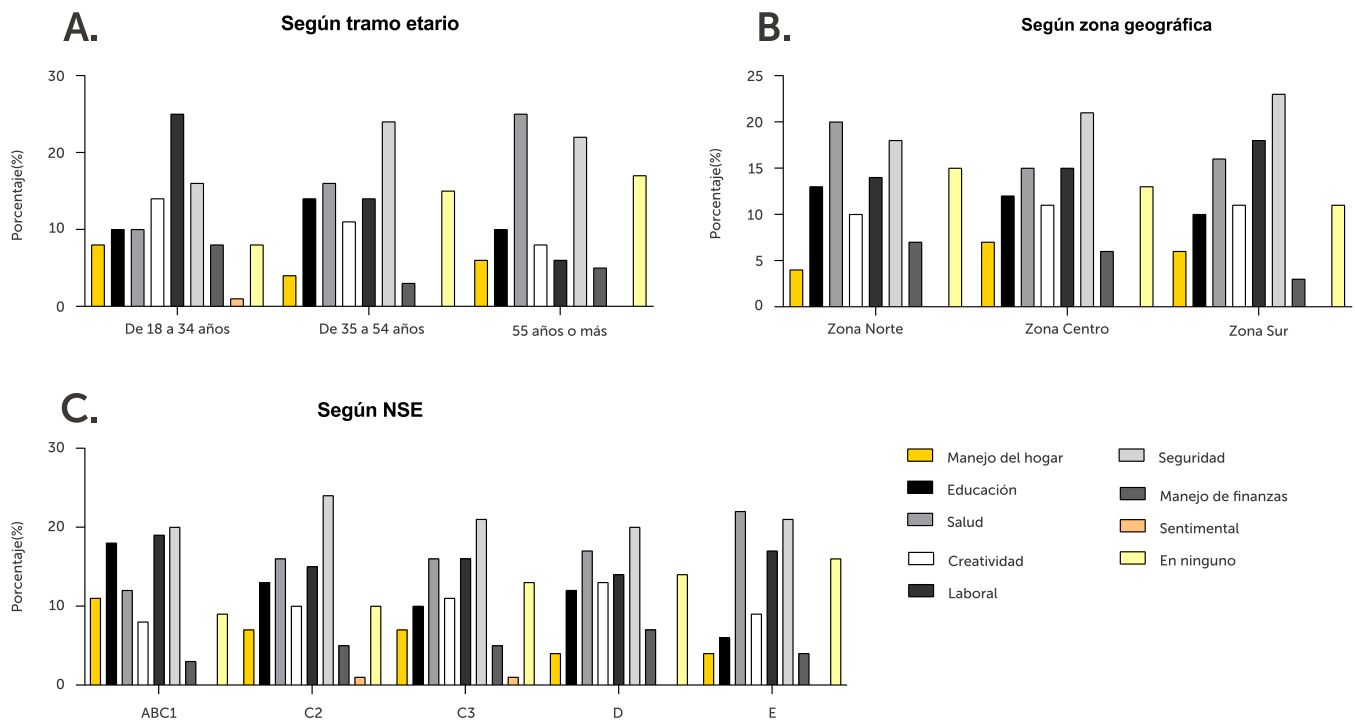 A.
Según tramo etario
Porcentaje(%)
30
20
10
0
De 18 a 34 años
De 35 a 54 años
55 años o más
B.
Según zona geográfica
Porcentaje(%)
25
20
15
10
5
0
Zona Norte
Zona Centro
Zona Sur
C.
Según NSE
Porcentaje(%)
30
20
10
0
ABC1
C2
C3
D
E
Manejo del hogar
Educación
Salud
Creatividad
Laboral
Seguridad
Manejo de finanzas
Sentimental
En ninguno